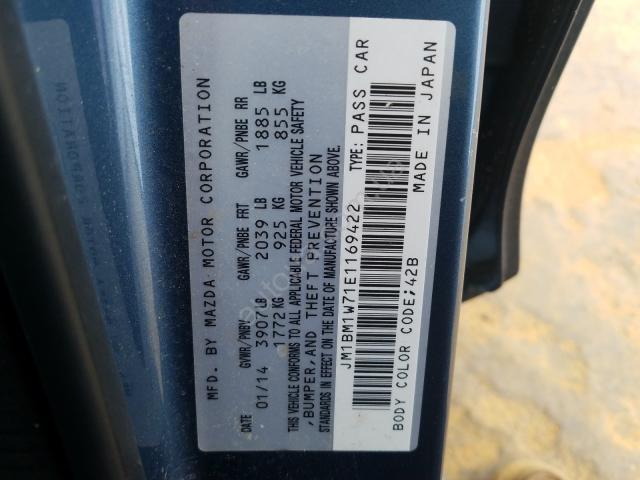 MFD. BY MAZDA MOTOR CORPORATION
DATE GVWR/PNBV GAWR/PNBE FRT GAWR/PNBE RR
01/14 3907LB 2039 LB 1885 LB
1772KG 925 KG 855 KG
THIS VEHICLE CONFORMS TO ALL APPLICABLE FEDERAL MOTOR VEHICLE SAFETY
,BUMPER,AND THEFT PREVENTION
STANDARDS IN EFFECT ON THE DATE OF MANUFACTURE SHOWN ABOVE.
JM1BM1W71E1169422 TYPE: PASS CAR
BODY COLOR CODE;42B MADE IN JAPAN